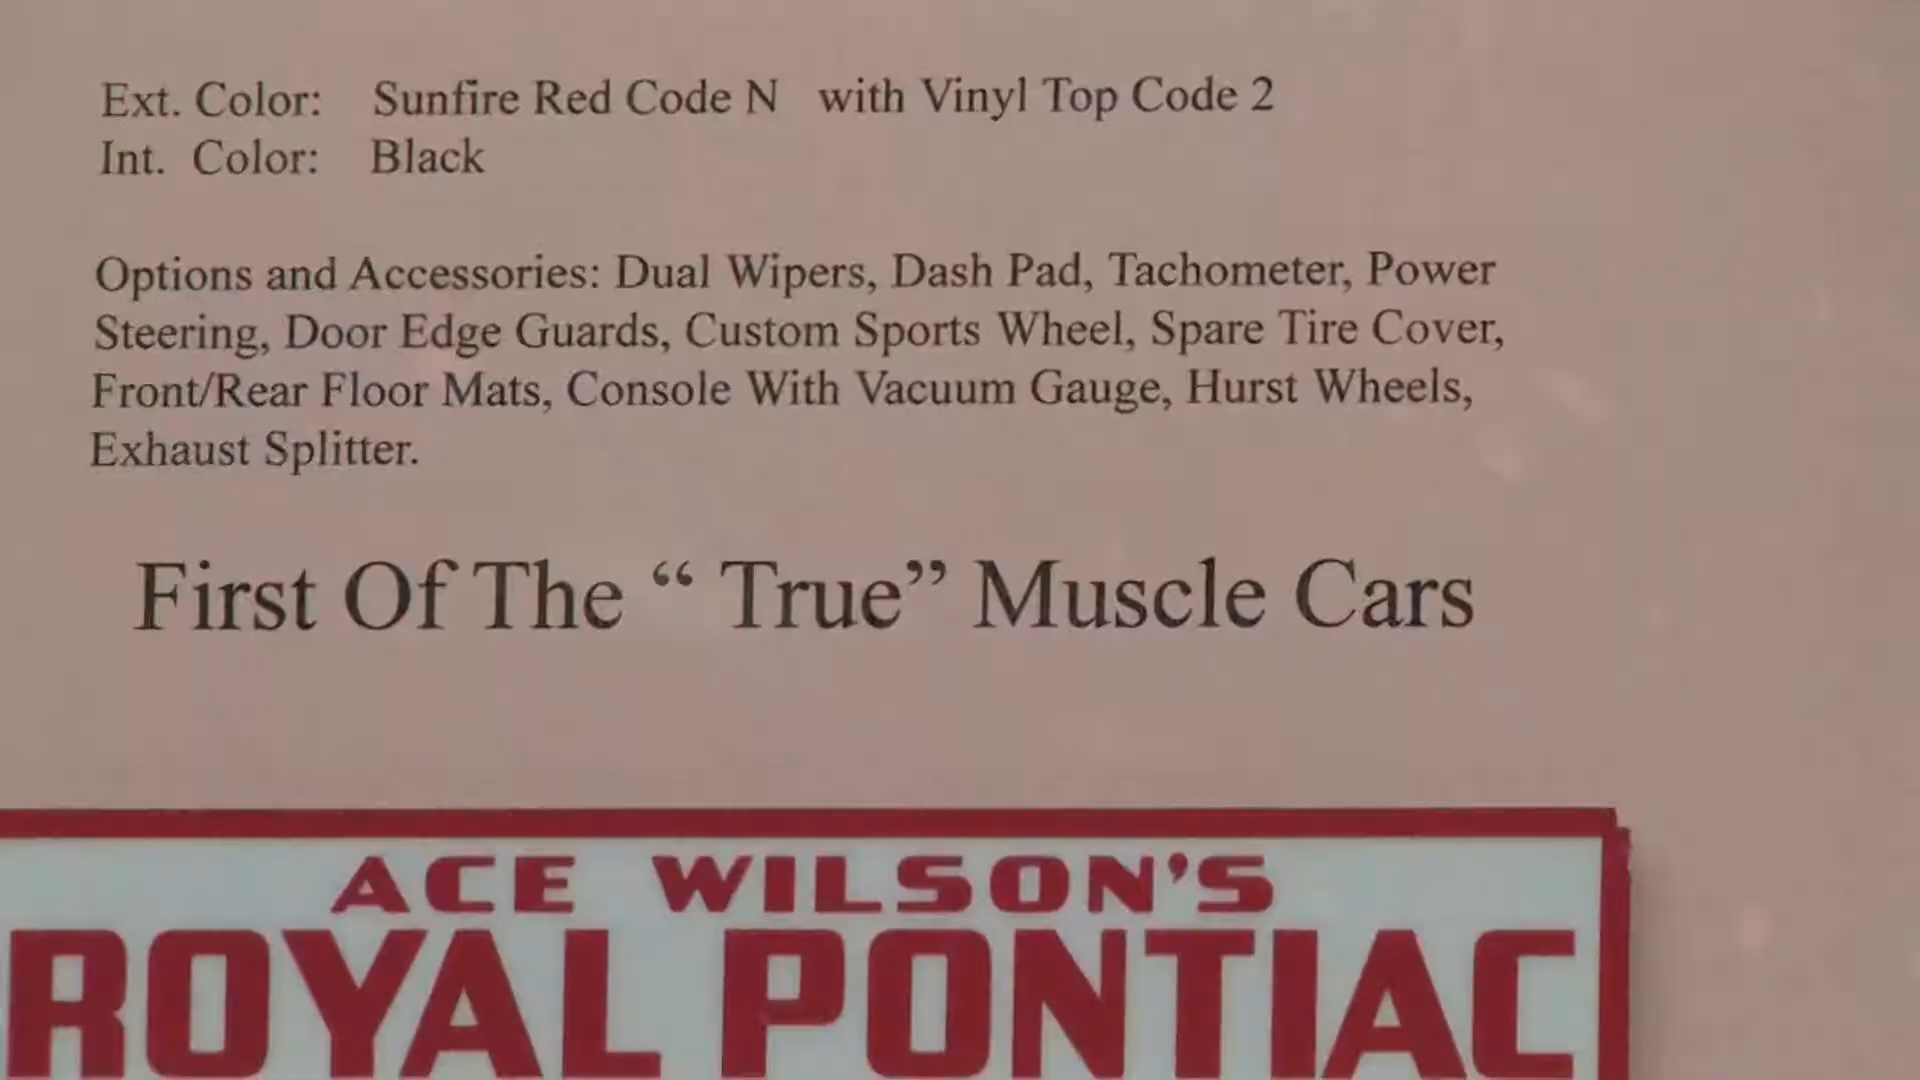 Ext. Color: Sunfire Red Code N with Vinyl Top Code 2
Int. Color: Black
Options and Accessories: Dual Wipers, Dash Pad, Tachometer, Power
Steering, Door Edge Guards, Custom Sports Wheel, Spare Tire Cover,
Front/Rear Floor Mats, Console With Vacuum Gauge, Hurst Wheels,
Exhaust Splitter.
First Of The “ True” Muscle Cars
ACE WILSON'S
ROYAL PONTIAC